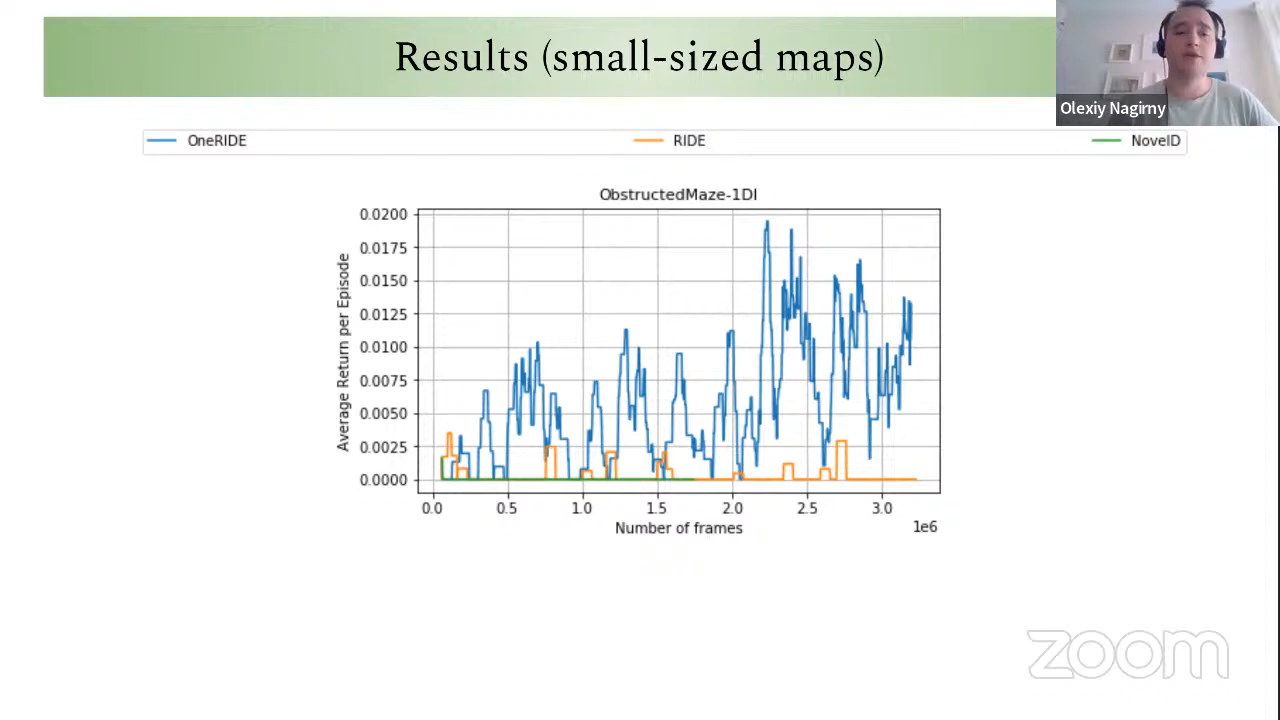 Results (small-sized maps)
Olexiy Nagirny
OneRIDE RIDE NovelD
ObstructedMaze-1Dl
0.0200
0.0175
0.0150
0.0125
0.0100
0.0075
0.0050
0.0025
0.0000
Average Return per Episode
0.0 0.5 1.0 1.5 2.0 2.5 3.0
Number of frames
1e6
zoom